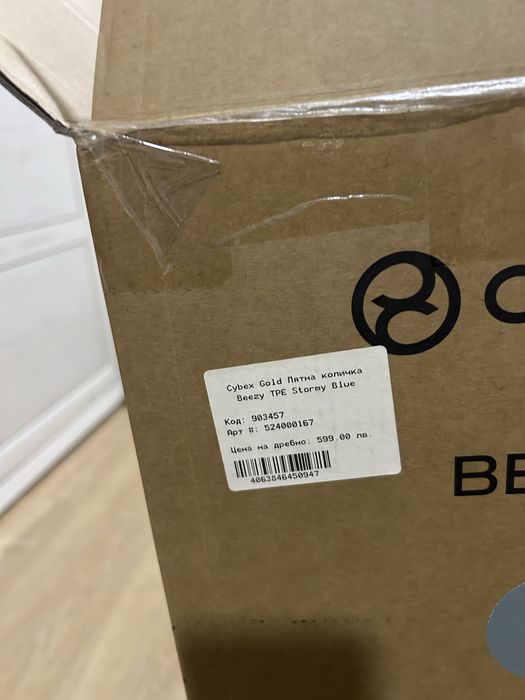 C
Cybex Gold Лятна количка
Beezy TPE Stormy Blue
Код: 903457
Арт #: 524000167
Цена на дребно: 599.00 лв.
4063846450947
BE